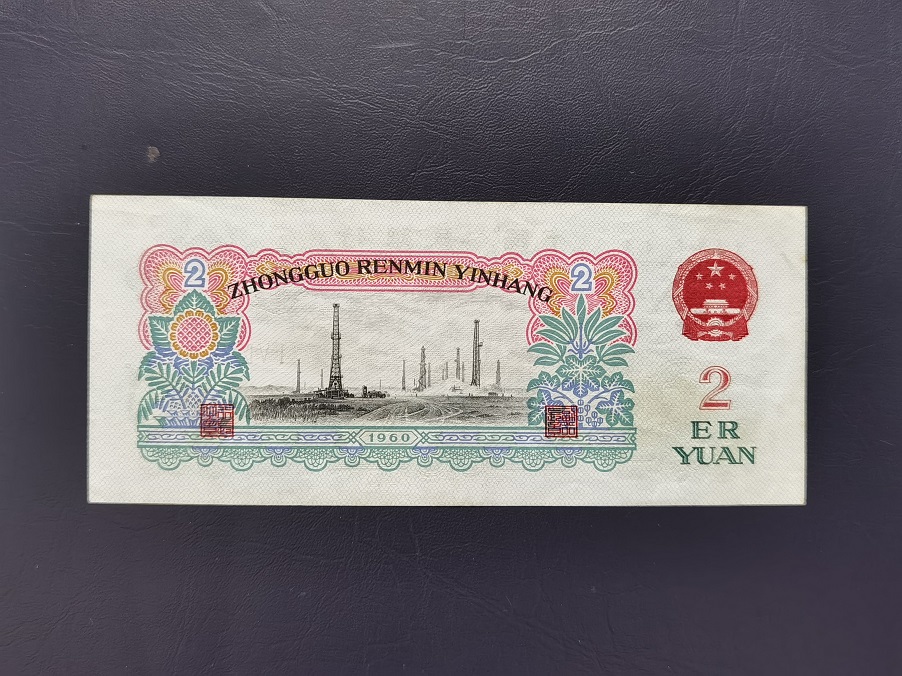 2
2
ZHONGGUO RENMIN YINHANG
1960
2
ER
YUAN